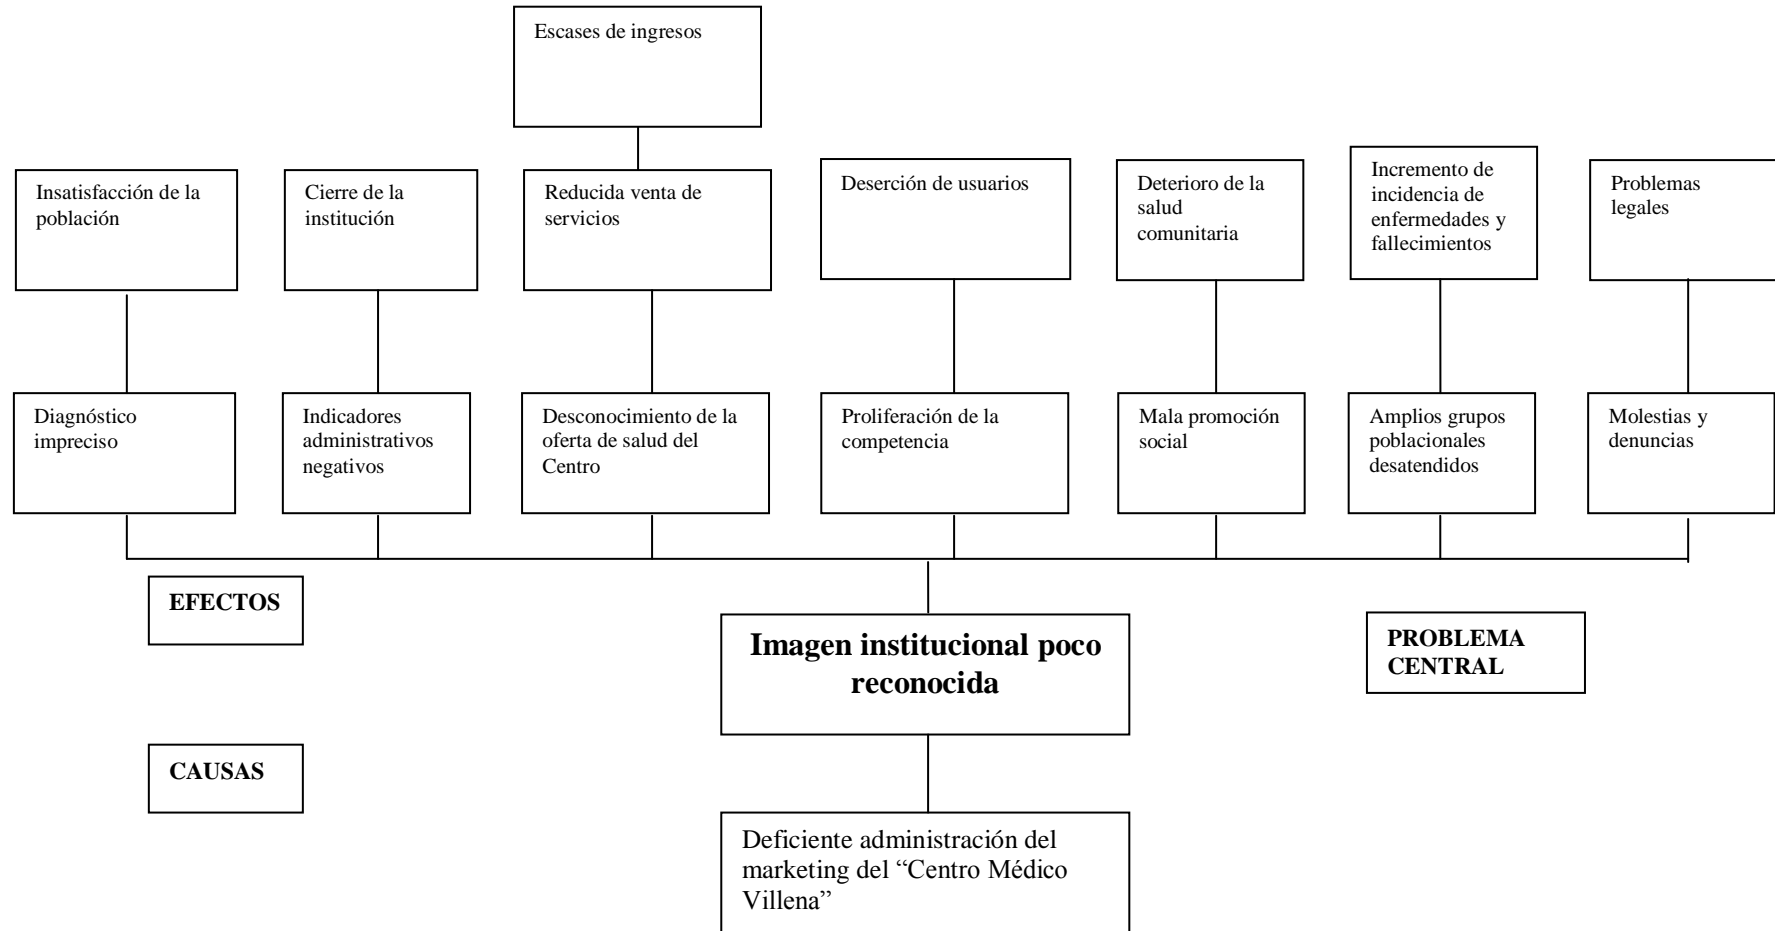 Escases de ingresos
Insatisfacción de la
población
Cierre de la
institución
Reducida venta de
servicios
Deserción de usuarios
Deterioro de la
salud
comunitaria
Incremento de
incidencia de
enfermedades y
fallecimientos
Problemas
legales
Diagnóstico
impreciso
Indicadores
administrativos
negativos
Desconocimiento de la
oferta de salud del
Centro
Proliferación de la
competencia
Mala promoción
social
Amplios grupos
poblacionales
desatendidos
Molestias y
denuncias
EFECTOS
Imagen institucional poco
reconocida
PROBLEMA
CENTRAL
CAUSAS
Deficiente administración del
marketing del “Centro Médico
Villena”